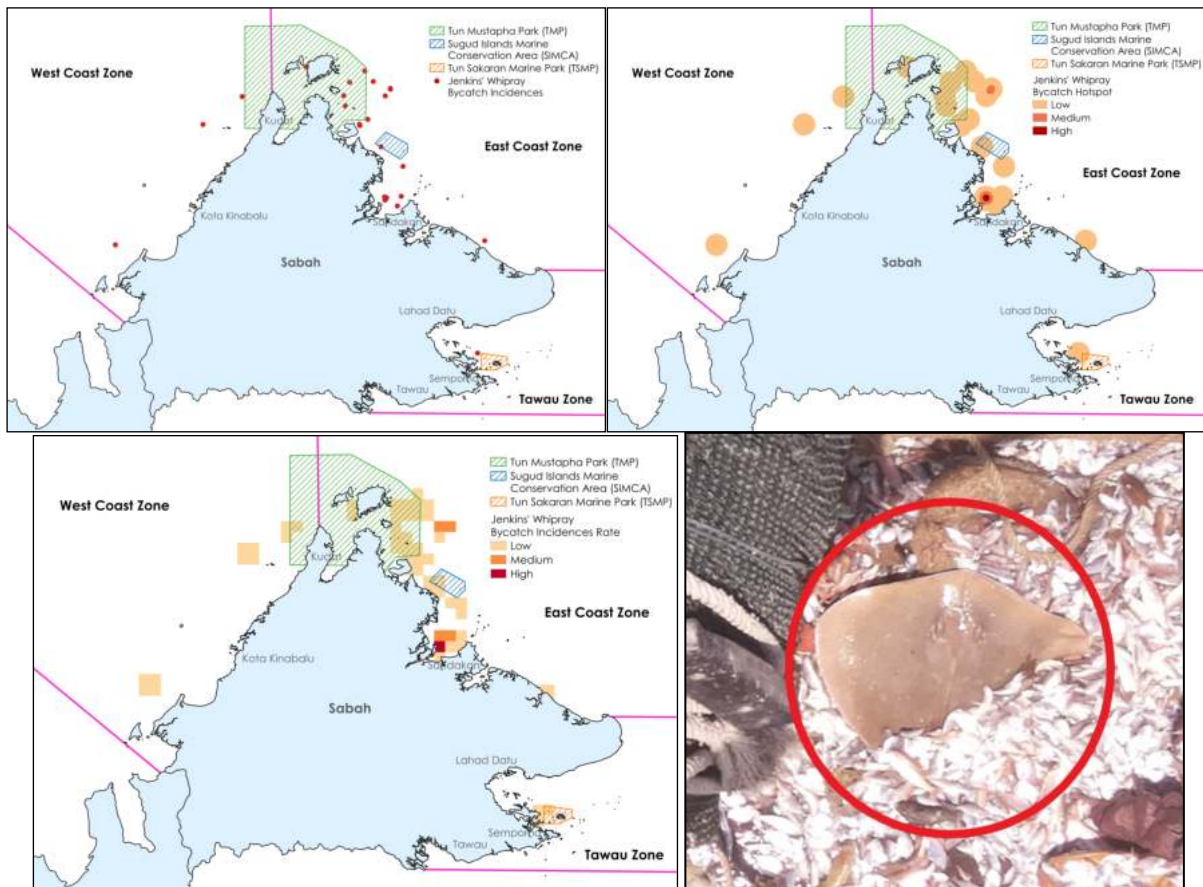 Tun Mustapha Park (TMP)
Sugud Islands Marine
Conservation Area (SIMCA)
Tun Sakaran Marine Park (TSMP)
Jenkins' Whipray
Bycatch Incidences
West Coast Zone
Kudat
East Coast Zone
Kota Kinabalu
Sandakan
Sabah
Lahad Datu
Semporna
Tawau
Tawau Zone
Tun Mustapha Park (TMP)
Sugud Islands Marine
Conservation Area (SIMCA)
Tun Sakaran Marine Park (TSMP)
Jenkins' Whipray
Bycatch Hotspot
Low
Medium
High
West Coast Zone
Kudat
East Coast Zone
Kota Kinabalu
Sandakan
Sabah
Lahad Datu
Semporna
Tawau
Tawau Zone
Tun Mustapha Park (TMP)
Sugud Islands Marine
Conservation Area (SIMCA)
Tun Sakaran Marine Park (TSMP)
Jenkins' Whipray
Bycatch Incidences Rate
Low
Medium
High
West Coast Zone
Kudat
East Coast Zone
Kota Kinabalu
Sandakan
Sabah
Lahad Datu
Semporna
Tawau
Tawau Zone